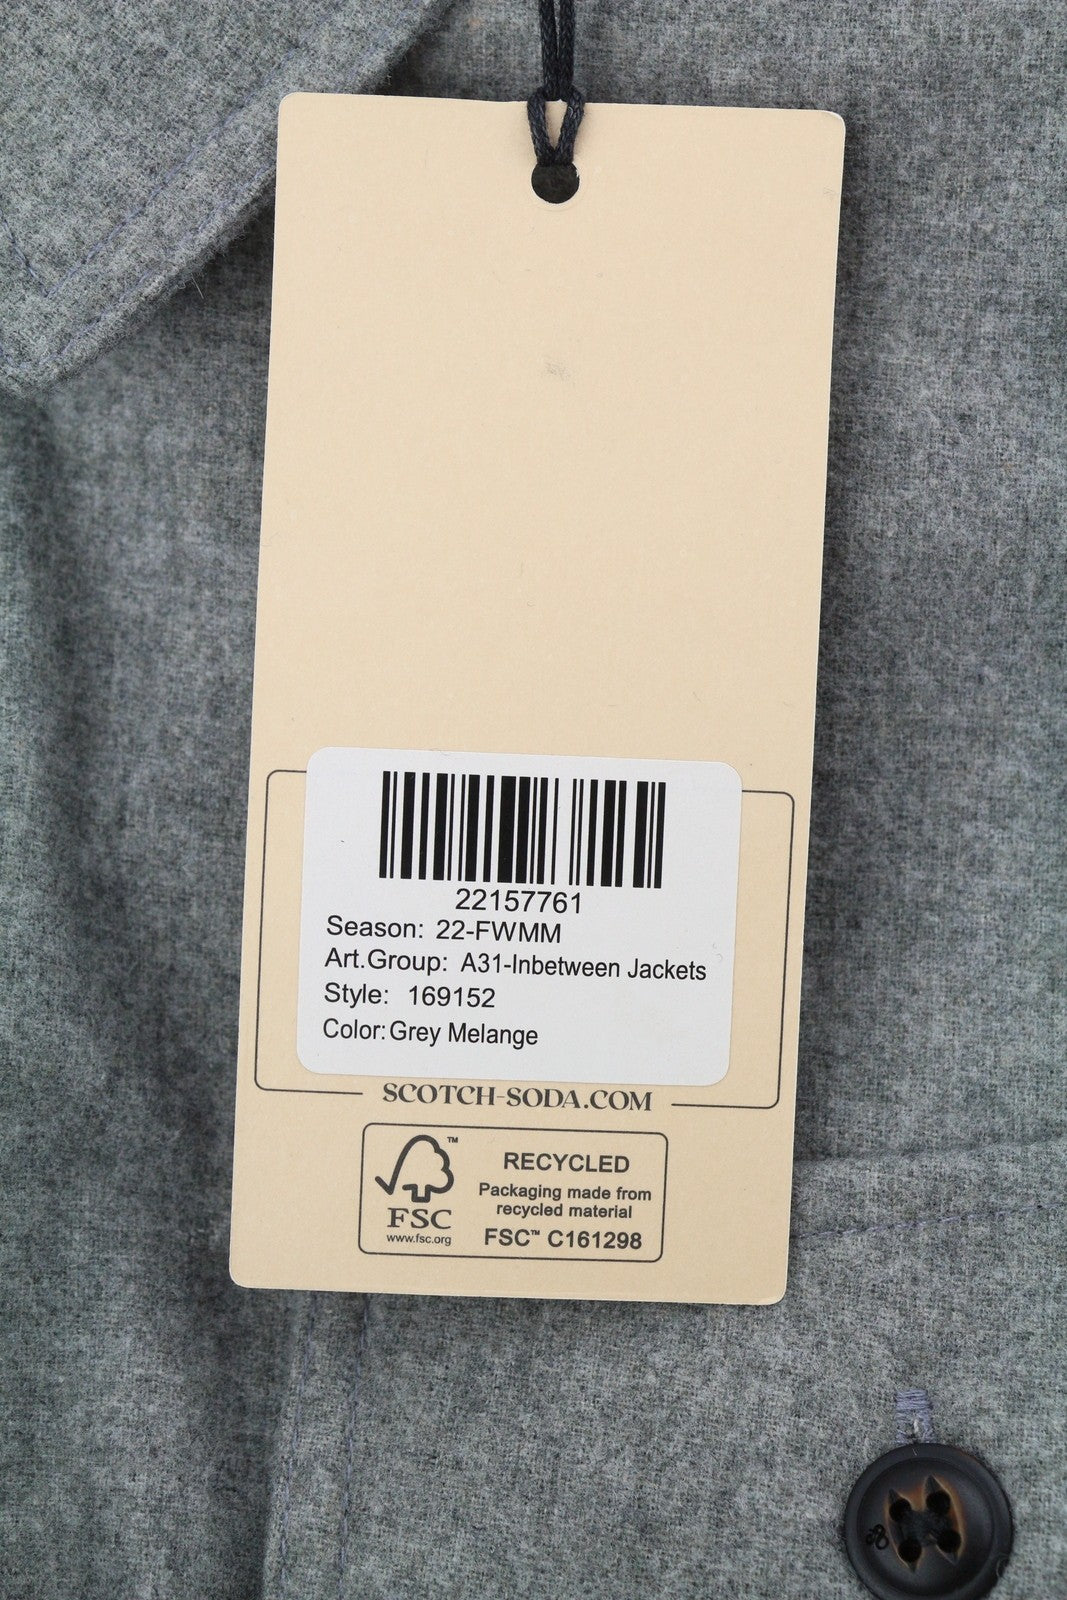 22157761
Season: 22-FWMM
Art.Group: A31-Inbetween Jackets
Style: 169152
Color: Grey Melange
SCOTCH-SODA.COM
FSC™
www.fsc.org
RECYCLED
Packaging made from
recycled material
FSC™ C161298